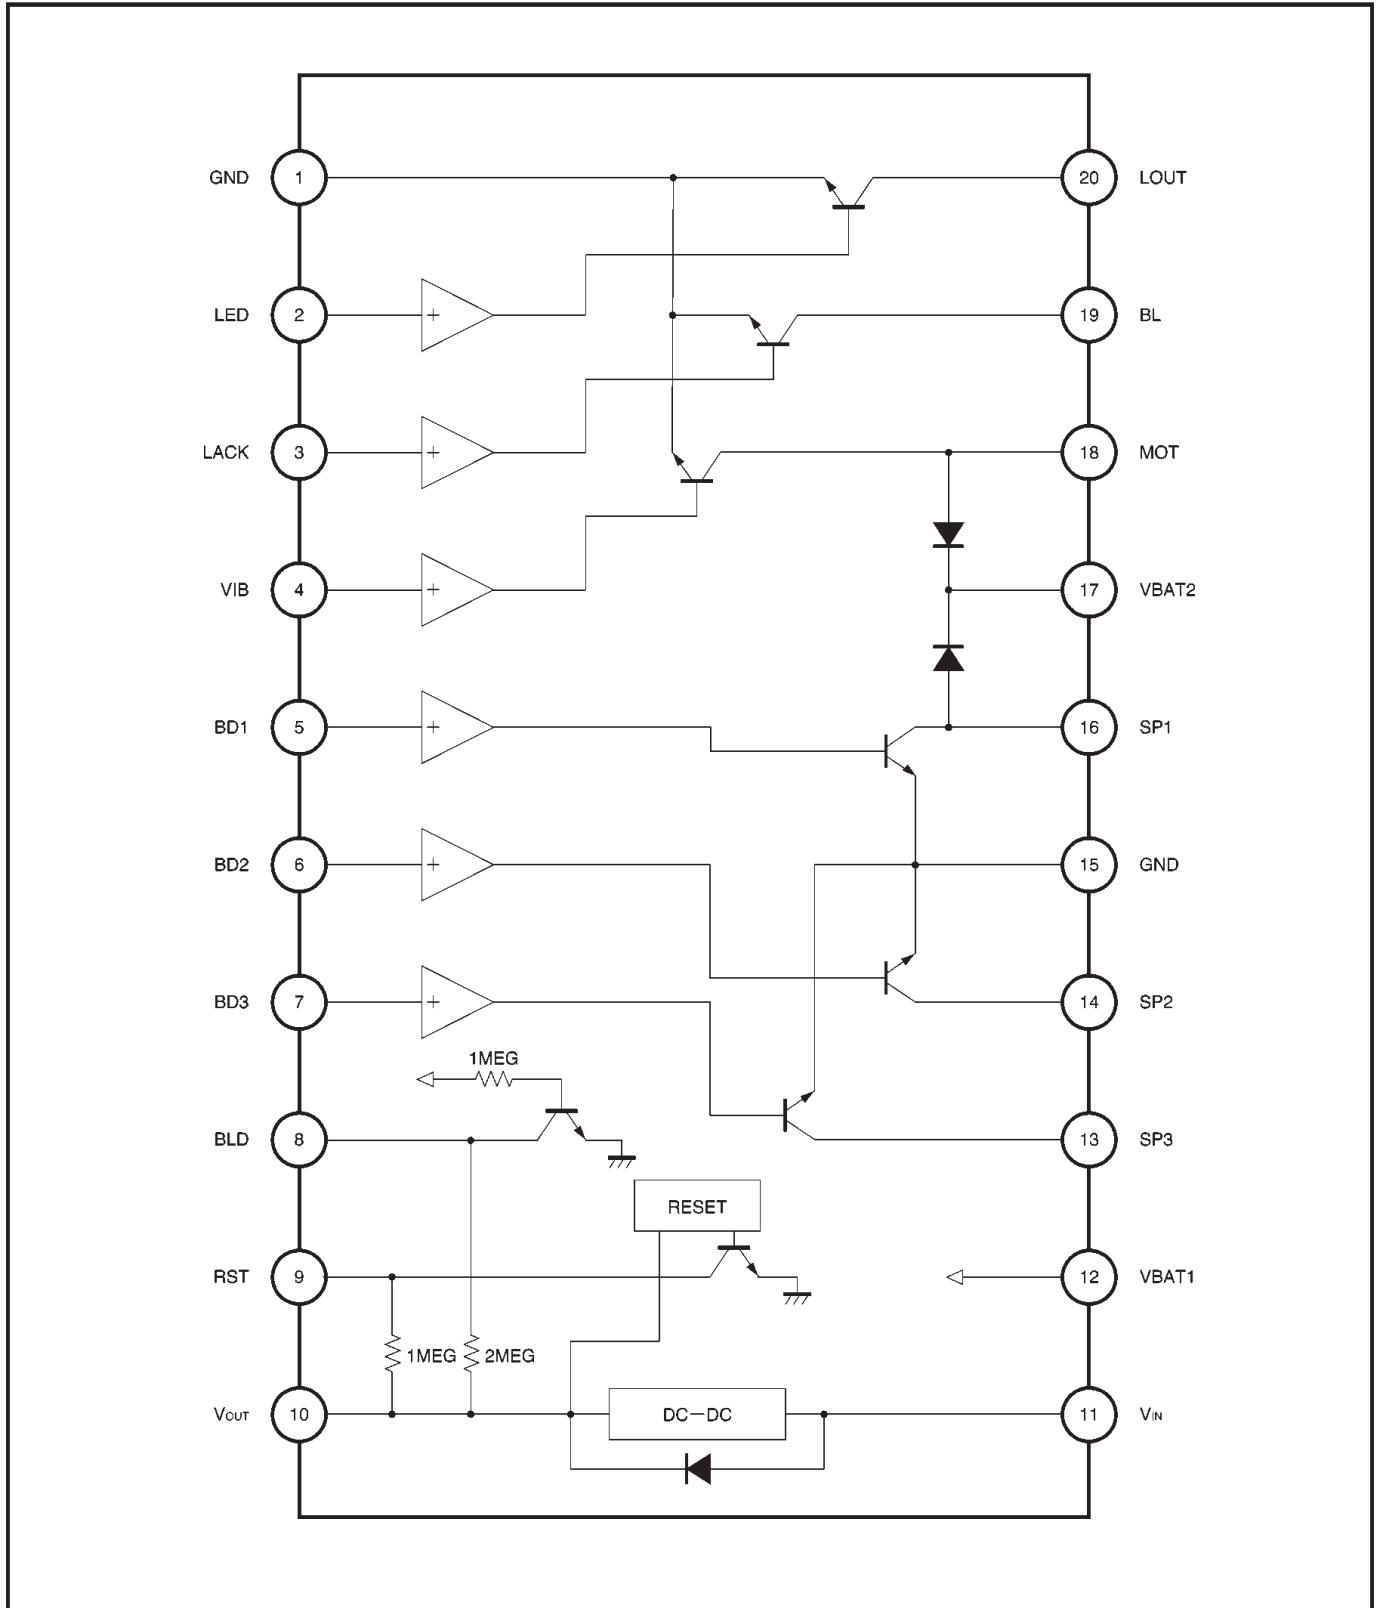 GND 1 20 LOUT
LED 2 + 19 BL
LACK 3 + 18 MOT
VIB 4 + 17 VBAT2
BD1 5 + 16 SP1
BD2 6 + 15 GND
BD3 7 + 14 SP2
1MEG
BLD 8 13 SP3
RESET
RST 9 12 VBAT1
1MEG 2MEG
VOUT 10 DC-DC 11 VIN